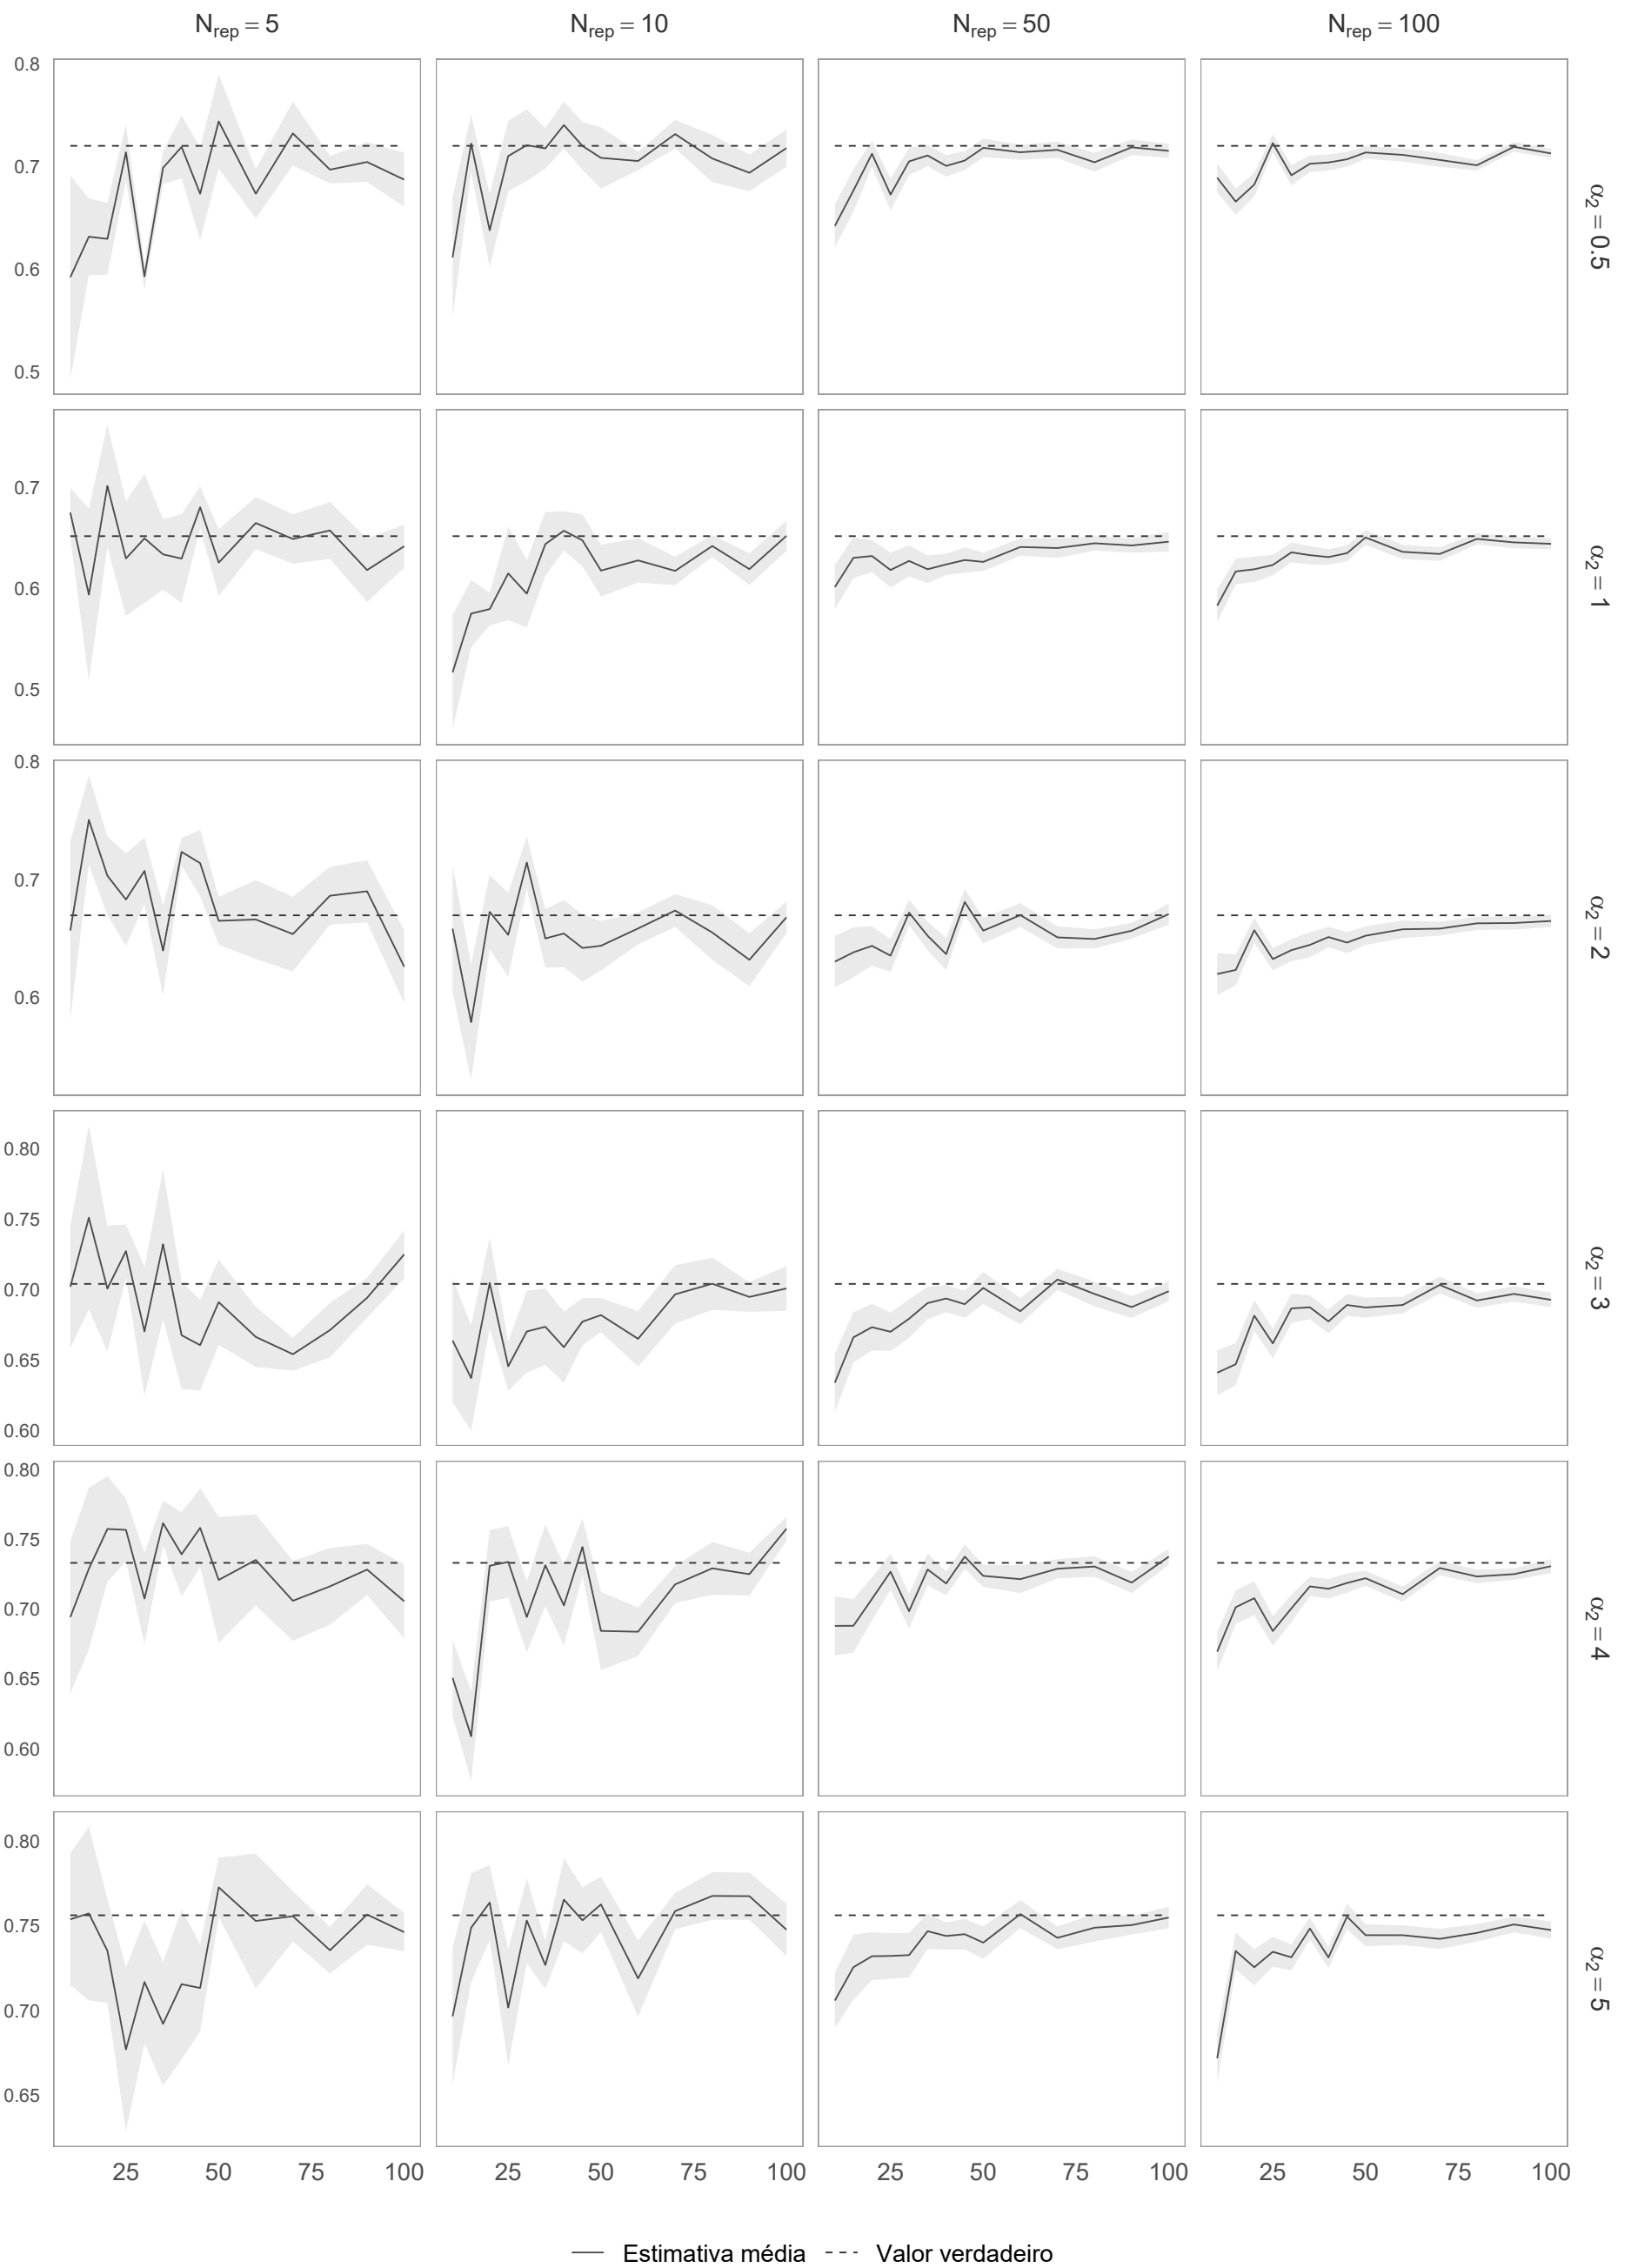 N_rep = 5 N_rep = 10 N_rep = 50 N_rep = 100
0.8
0.7
0.6
0.5
α₂ = 0.5
0.7
0.6
0.5
α₂ = 1
0.8
0.7
0.6
α₂ = 2
0.80
0.75
0.70
0.65
0.60
α₂ = 3
0.80
0.75
0.70
0.65
0.60
α₂ = 4
0.80
0.75
0.70
0.65
α₂ = 5
25 50 75 100 25 50 75 100 25 50 75 100 25 50 75 100
Estimativa média Valor verdadeiro